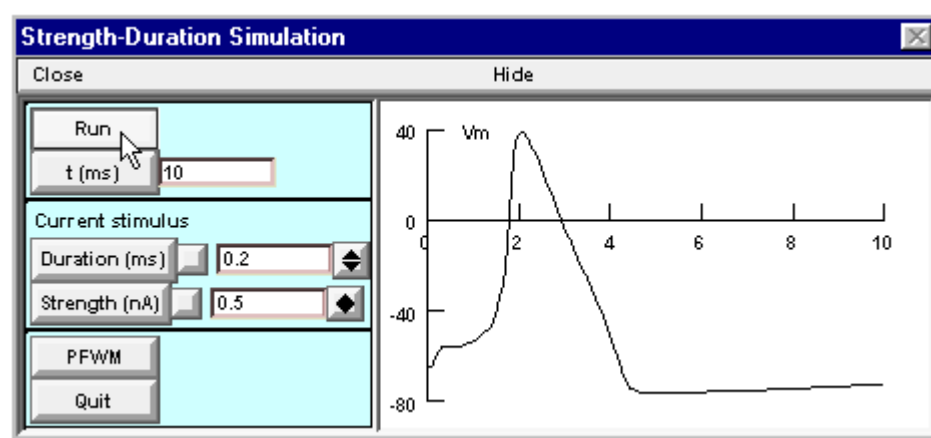 Strength-Duration Simulation
Close Hide
Run
t (ms) 10
Current stimulus
Duration (ms) 0.2
Strength (nA) 0.5
PFWM
Quit
40 Vm
0
0 2 4 6 8 10
-40
-80